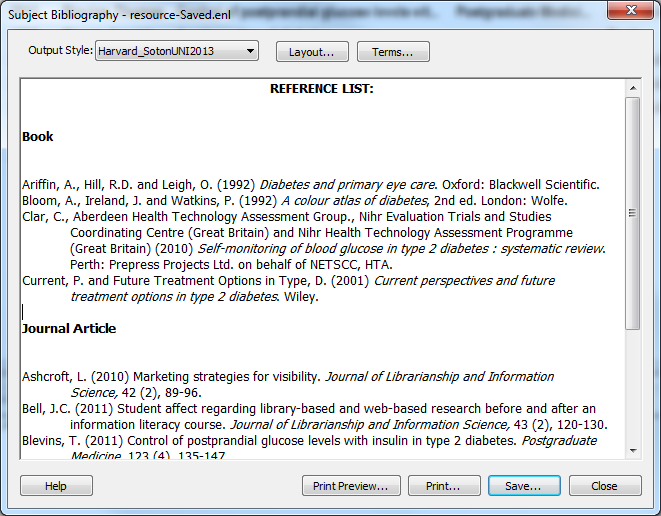 Subject Bibliography - resource-Saved.enl
Output Style: Harvard_SotonUNI2013 Layout... Terms...
REFERENCE LIST:
Book
Ariffin, A., Hill, R.D. and Leigh, O. (1992) Diabetes and primary eye care. Oxford: Blackwell Scientific.
Bloom, A., Ireland, J. and Watkins, P. (1992) A colour atlas of diabetes, 2nd ed. London: Wolfe.
Clar, C., Aberdeen Health Technology Assessment Group., Nihr Evaluation Trials and Studies
Coordinating Centre (Great Britain) and Nihr Health Technology Assessment Programme
(Great Britain) (2010) Self-monitoring of blood glucose in type 2 diabetes : systematic review.
Perth: Prepress Projects Ltd. on behalf of NETSCC, HTA.
Current, P. and Future Treatment Options in Type, D. (2001) Current perspectives and future
treatment options in type 2 diabetes. Wiley.
Journal Article
Ashcroft, L. (2010) Marketing strategies for visibility. Journal of Librarianship and Information
Science, 42 (2), 89-96.
Bell, J.C. (2011) Student affect regarding library-based and web-based research before and after an
information literacy course. Journal of Librarianship and Information Science, 43 (2), 120-130.
Blevins, T. (2011) Control of postprandial glucose levels with insulin in type 2 diabetes. Postgraduate
Medicine, 123 (4), 135-147.
Help Print Preview... Print... Save... Close